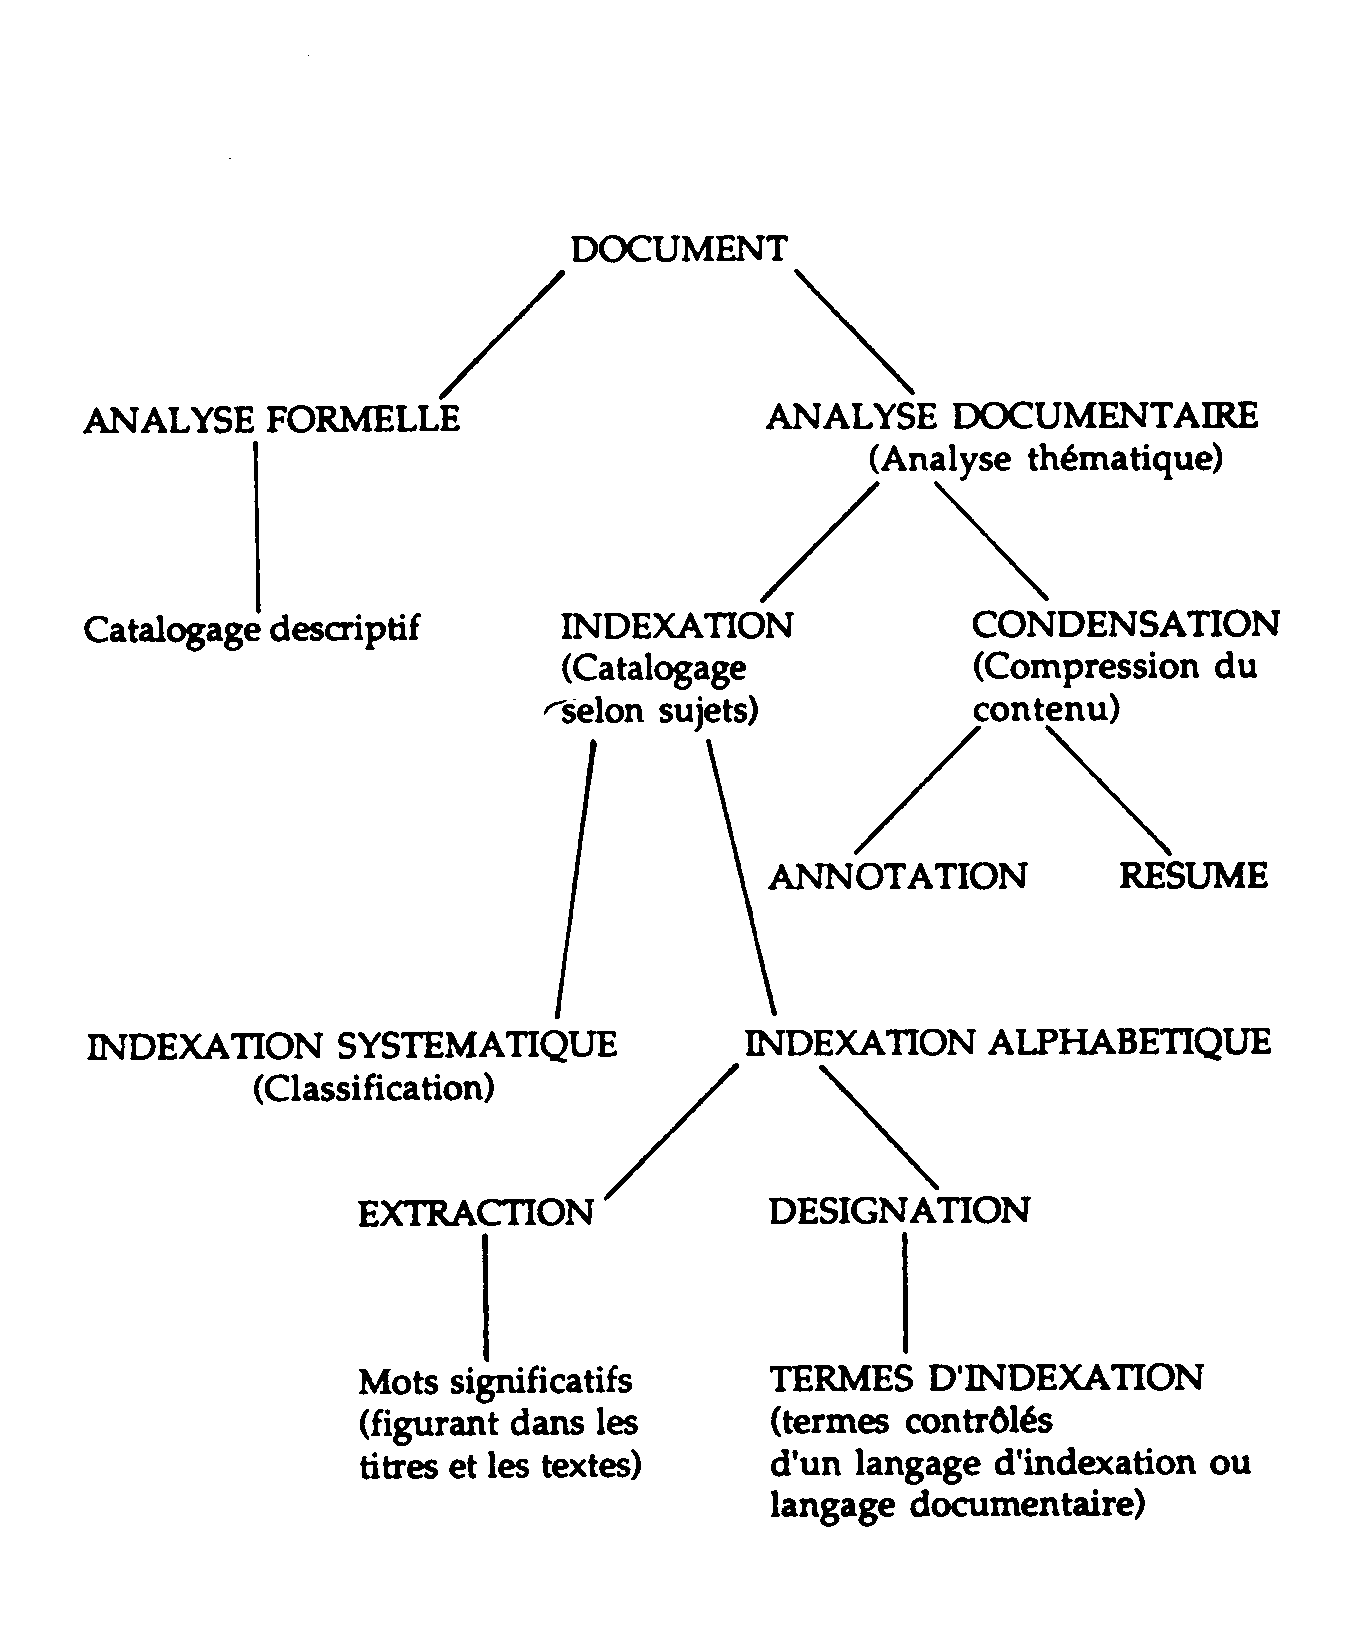 DOCUMENT
ANALYSE FORMELLE
ANALYSE DOCUMENTAIRE
(Analyse thématique)
Catalogage descriptif
INDEXATION
(Catalogage
selon sujets)
CONDENSATION
(Compression du
contenu)
ANNOTATION
RESUME
INDEXATION SYSTEMATIQUE
(Classification)
INDEXATION ALPHABETIQUE
EXTRACTION
DESIGNATION
Mots significatifs
(figurant dans les
titres et les textes)
TERMES D'INDEXATION
(termes contrôlés
d'un langage d'indexation ou
langage documentaire)